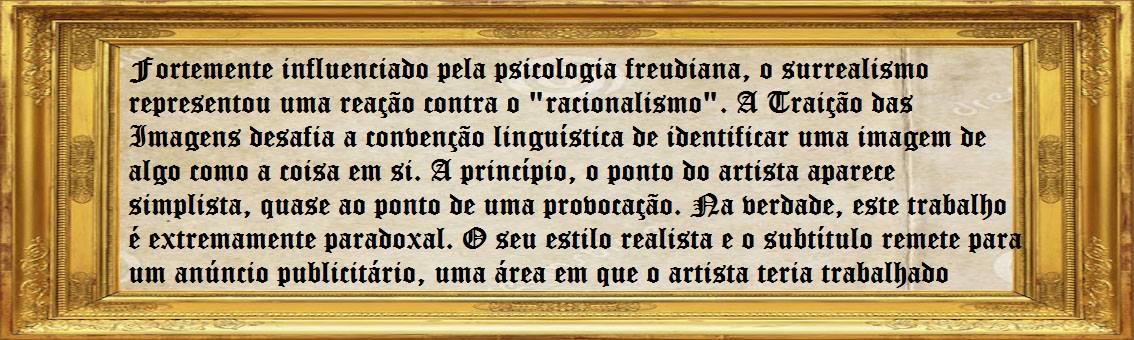 Fortemente influenciado pela psicologia freudiana, o surrealismo
representou uma reação contra o "racionalismo". A Traição das
Imagens desafia a convenção linguística de identificar uma imagem de
algo como a coisa em si. A princípio, o ponto do artista aparece
simplista, quase ao ponto de uma provocação. Na verdade, este trabalho
é extremamente paradoxal. O seu estilo realista e o subtítulo remete para
um anúncio publicitário, uma área em que o artista teria trabalhado